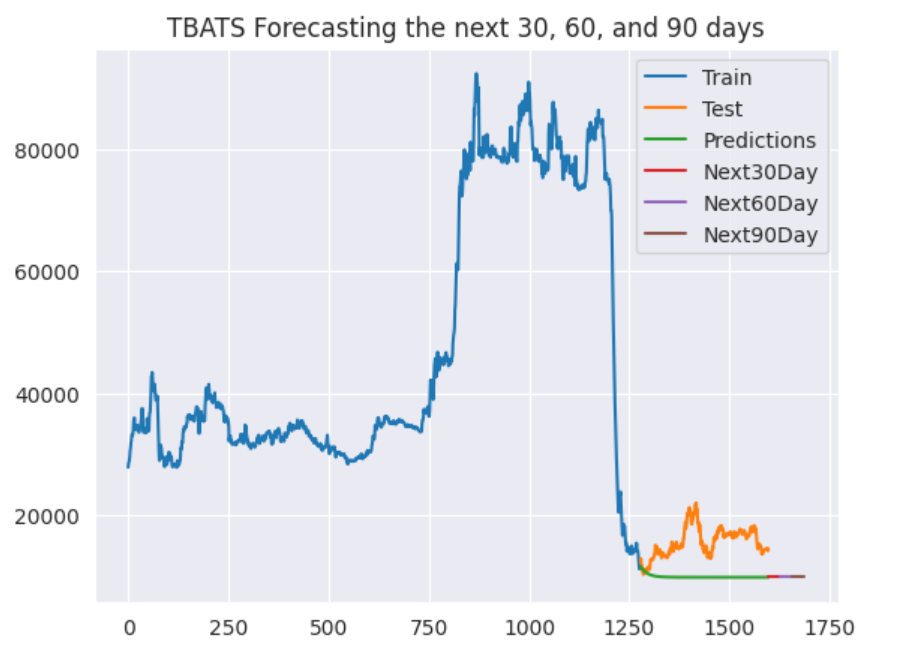 TBATS Forecasting the next 30, 60, and 90 days
Train
Test
Predictions
Next30Day
Next60Day
Next90Day
80000
60000
40000
20000
0 250 500 750 1000 1250 1500 1750